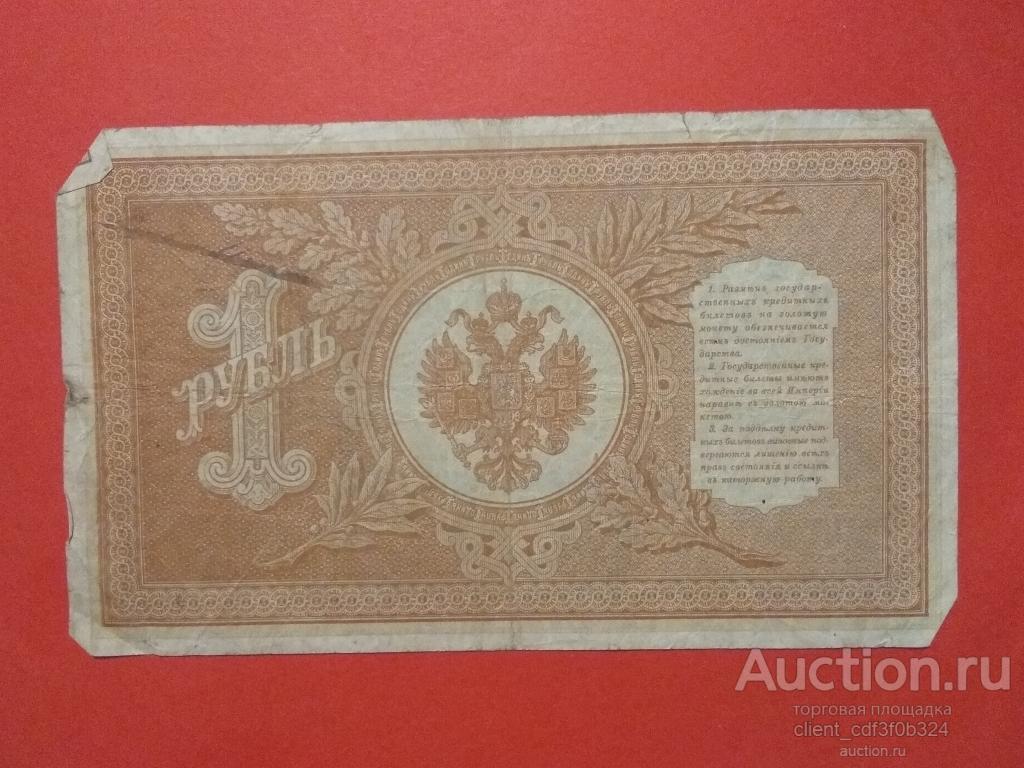 1
РУБЛЬ
1. Размѣнъ государ-
ственныхъ кредитныхъ
билетовъ на золотую
монету обезпечивается
всѣмъ достояніемъ Госу-
дарства.
2. Государственные кре-
дитные билеты имѣютъ
хожденіе во всей Имперіи
наравнѣ съ золотою мо-
нетою.
3. За поддѣлку кредит-
ныхъ билетовъ виновные под-
вергаются лишенію всѣхъ
правъ состоянія и ссылкѣ
въ каторжную работу.
Auction.ru
торговая площадка
client_cdf3f0b324
auction.ru